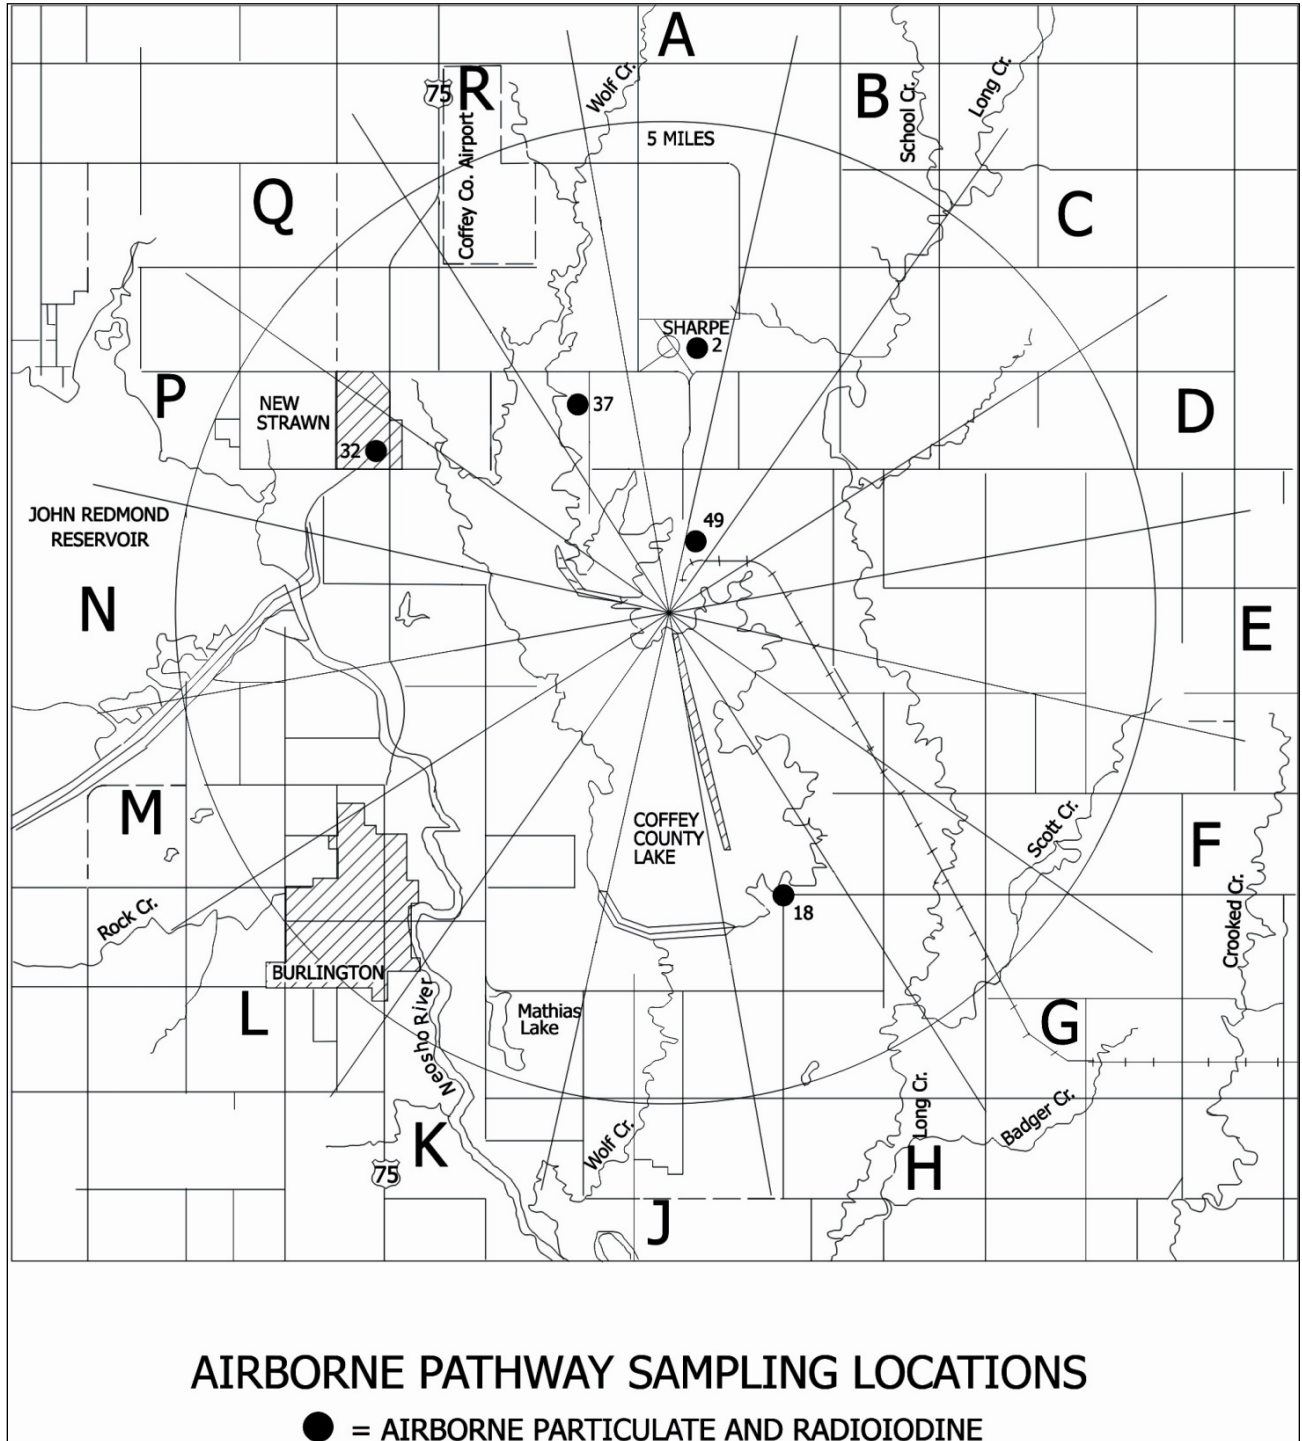 A
Wolf Cr.
B
School Cr.
Long Cr.
75
R
Coffey Co. Airport
5 MILES
Q
C
SHARPE
2
P
NEW
STRAWN
37
D
32
JOHN REDMOND
RESERVOIR
49
N
E
M
COFFEY
COUNTY
LAKE
Scott Cr.
F
Rock Cr.
18
Crooked Cr.
BURLINGTON
L
Neosho River
Mathias
Lake
G
Long Cr.
Badger Cr.
K
Wolf Cr.
H
75
J
AIRBORNE PATHWAY SAMPLING LOCATIONS
= AIRBORNE PARTICULATE AND RADIOIODINE